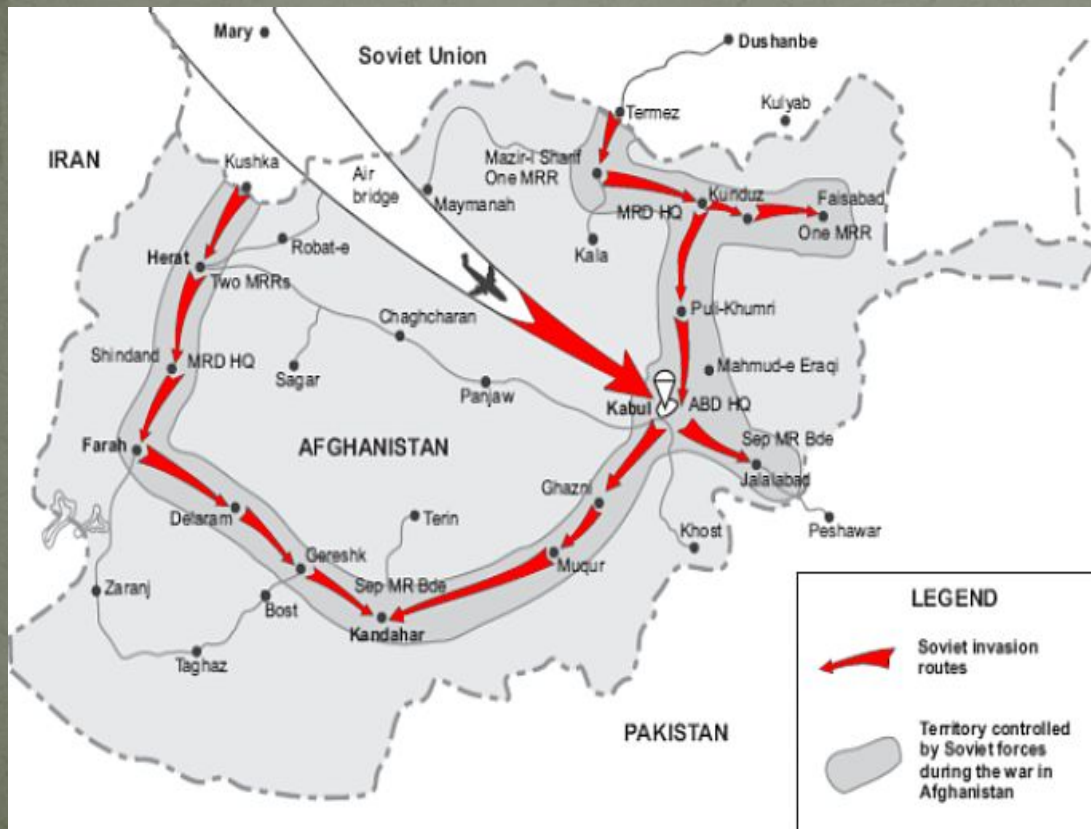 Mary
Soviet Union
Dushanbe
Termez
Kulyab
IRAN
Kushka
Air
bridge
Maymanah
Mazir-i Sharif
One MRR
Kunduz
MRD HQ
Faisabad
One MRR
Kala
Robat-e
Herat
Two MRRs
Chaghcharan
Puli-Khumri
Shindand
MRD HQ
Sagar
Panjaw
Mahmud-e Eraqi
Kabul
ABD HQ
Farah
AFGHANISTAN
Sep MR Bde
Jalalabad
Ghazni
Delaram
Terin
Khost
Peshawar
Gereshk
Muqur
Zaranj
Bost
Sep MR Bde
Kandahar
Taghaz
PAKISTAN
LEGEND
Soviet invasion
routes
Territory controlled
by Soviet forces
during the war in
Afghanistan